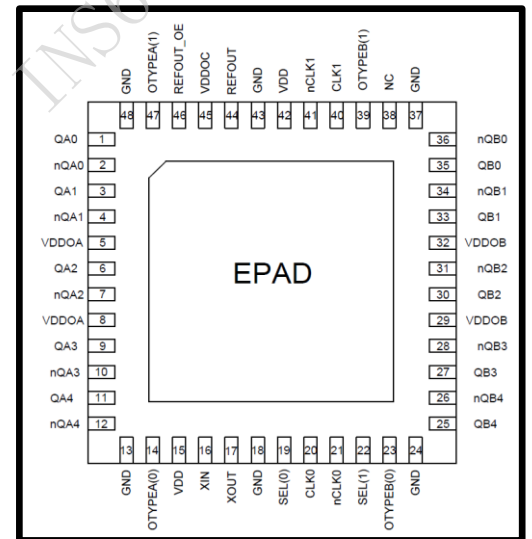 INS6
GND
OTYPEA(1)
REFOUT_OE
VDDOC
REFOUT
GND
VDD
nCLK1
CLK1
OTYPEB(1)
NC
GND
48
47
46
45
44
43
42
41
40
39
38
37
QA0 1
nQA0 2
QA1 3
nQA1 4
VDDOA 5
QA2 6
nQA2 7
VDDOA 8
QA3 9
nQA3 10
QA4 11
nQA4 12
EPAD
36 nQB0
35 QB0
34 nQB1
33 QB1
32 VDDOB
31 nQB2
30 QB2
29 VDDOB
28 nQB3
27 QB3
26 nQB4
25 QB4
13
14
15
16
17
18
19
20
21
22
23
24
GND
OTYPEA(0)
VDD
XIN
XOUT
GND
SEL(0)
CLK0
nCLK0
SEL(1)
OTYPEB(0)
GND